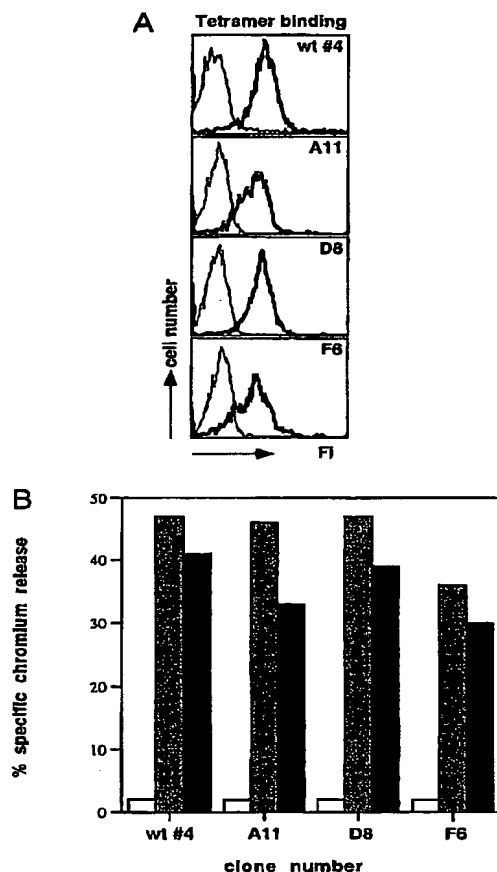 A
Tetramer binding
wt #4
A11
D8
F6
cell number
FI
B
50
40
30
20
10
0
% specific chromium release
wt #4 A11 D8 F6
clone number